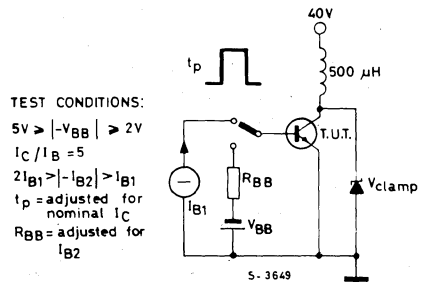 40V
500 μH
tp
T.U.T.
Vclamp
RBB
IB1
VBB
TEST CONDITIONS:
5V ⩾ |-VBB| ⩾ 2V
IC/IB = 5
2IB1>|-IB2|>IB1
tp = adjusted for
nominal IC
RBB = adjusted for
IB2
S-3649